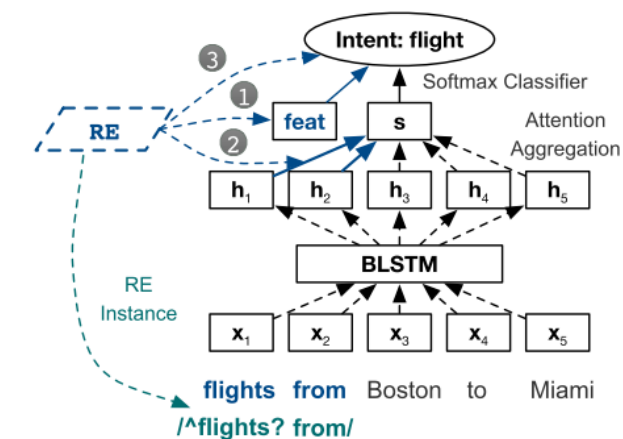 Intent: flight
3
Softmax Classifier
1
RE
feat
s
Attention
Aggregation
2
h1
h2
h3
h4
h5
BLSTM
RE
Instance
x1
x2
x3
x4
x5
flights from Boston to Miami
/^flights? from/